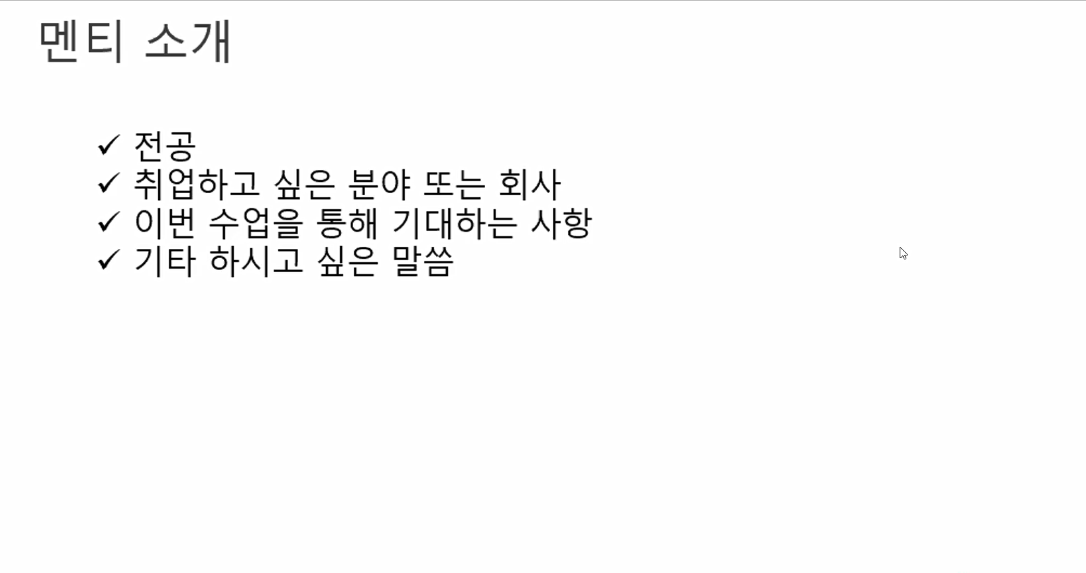 멘티 소개
✓ 전공
✓ 취업하고 싶은 분야 또는 회사
✓ 이번 수업을 통해 기대하는 사항
✓ 기타 하시고 싶은 말씀